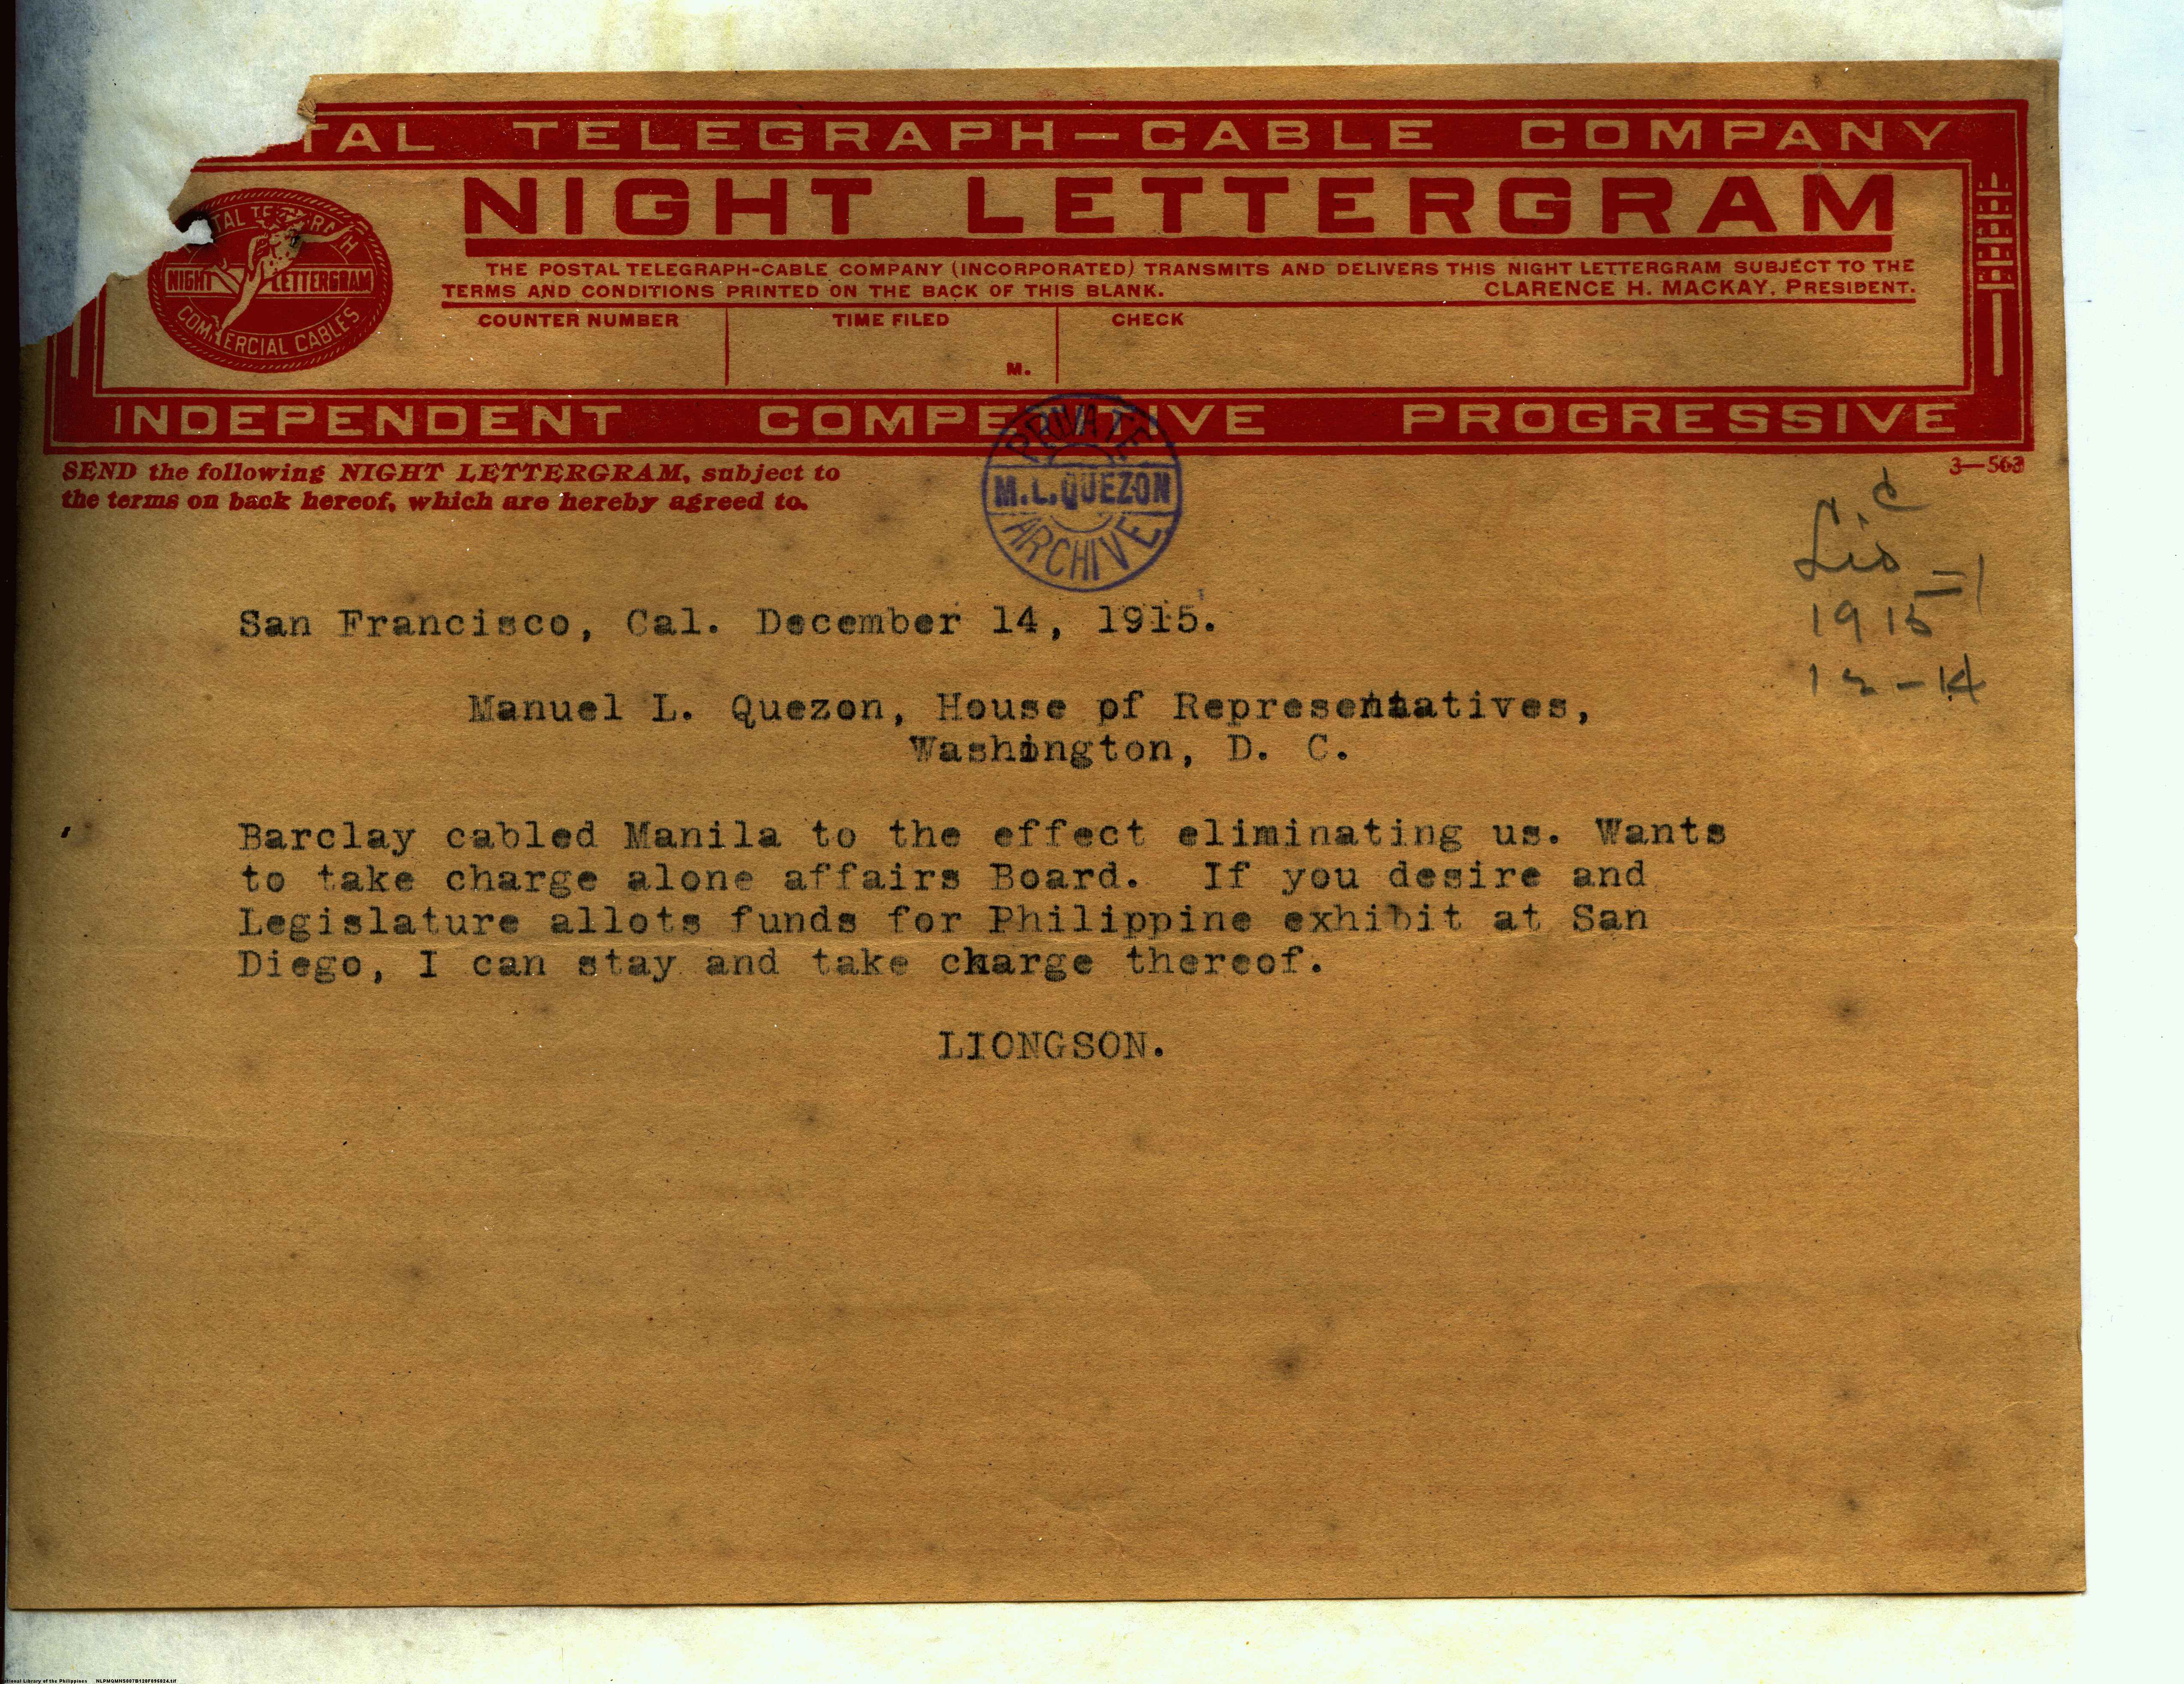 TAL TELEGRAPH-CABLE COMPANY
NIGHT LETTERGRAM
NIGHT LETTERGRAM
COMMERCIAL CABLES
THE POSTAL TELEGRAPH-CABLE COMPANY (INCORPORATED) TRANSMITS AND DELIVERS THIS NIGHT LETTERGRAM SUBJECT TO THE
TERMS AND CONDITIONS PRINTED ON THE BACK OF THIS BLANK. CLARENCE H. MACKAY, PRESIDENT.
COUNTER NUMBER TIME FILED CHECK
M.
INDEPENDENT COMPETITIVE PROGRESSIVE
3—563
SEND the following NIGHT LETTERGRAM, subject to
the terms on back hereof, which are hereby agreed to.
PRIVATE
M.L.QUEZON
ARCHIVE
1915
12-14
San Francisco, Cal. December 14, 1915.
Manuel L. Quezon, House of Representatives,
Washington, D. C.
Barclay cabled Manila to the effect eliminating us. Wants
to take charge alone affairs Board. If you desire and
Legislature allots funds for Philippine exhibit at San
Diego, I can stay and take charge thereof.
LIONGSON.